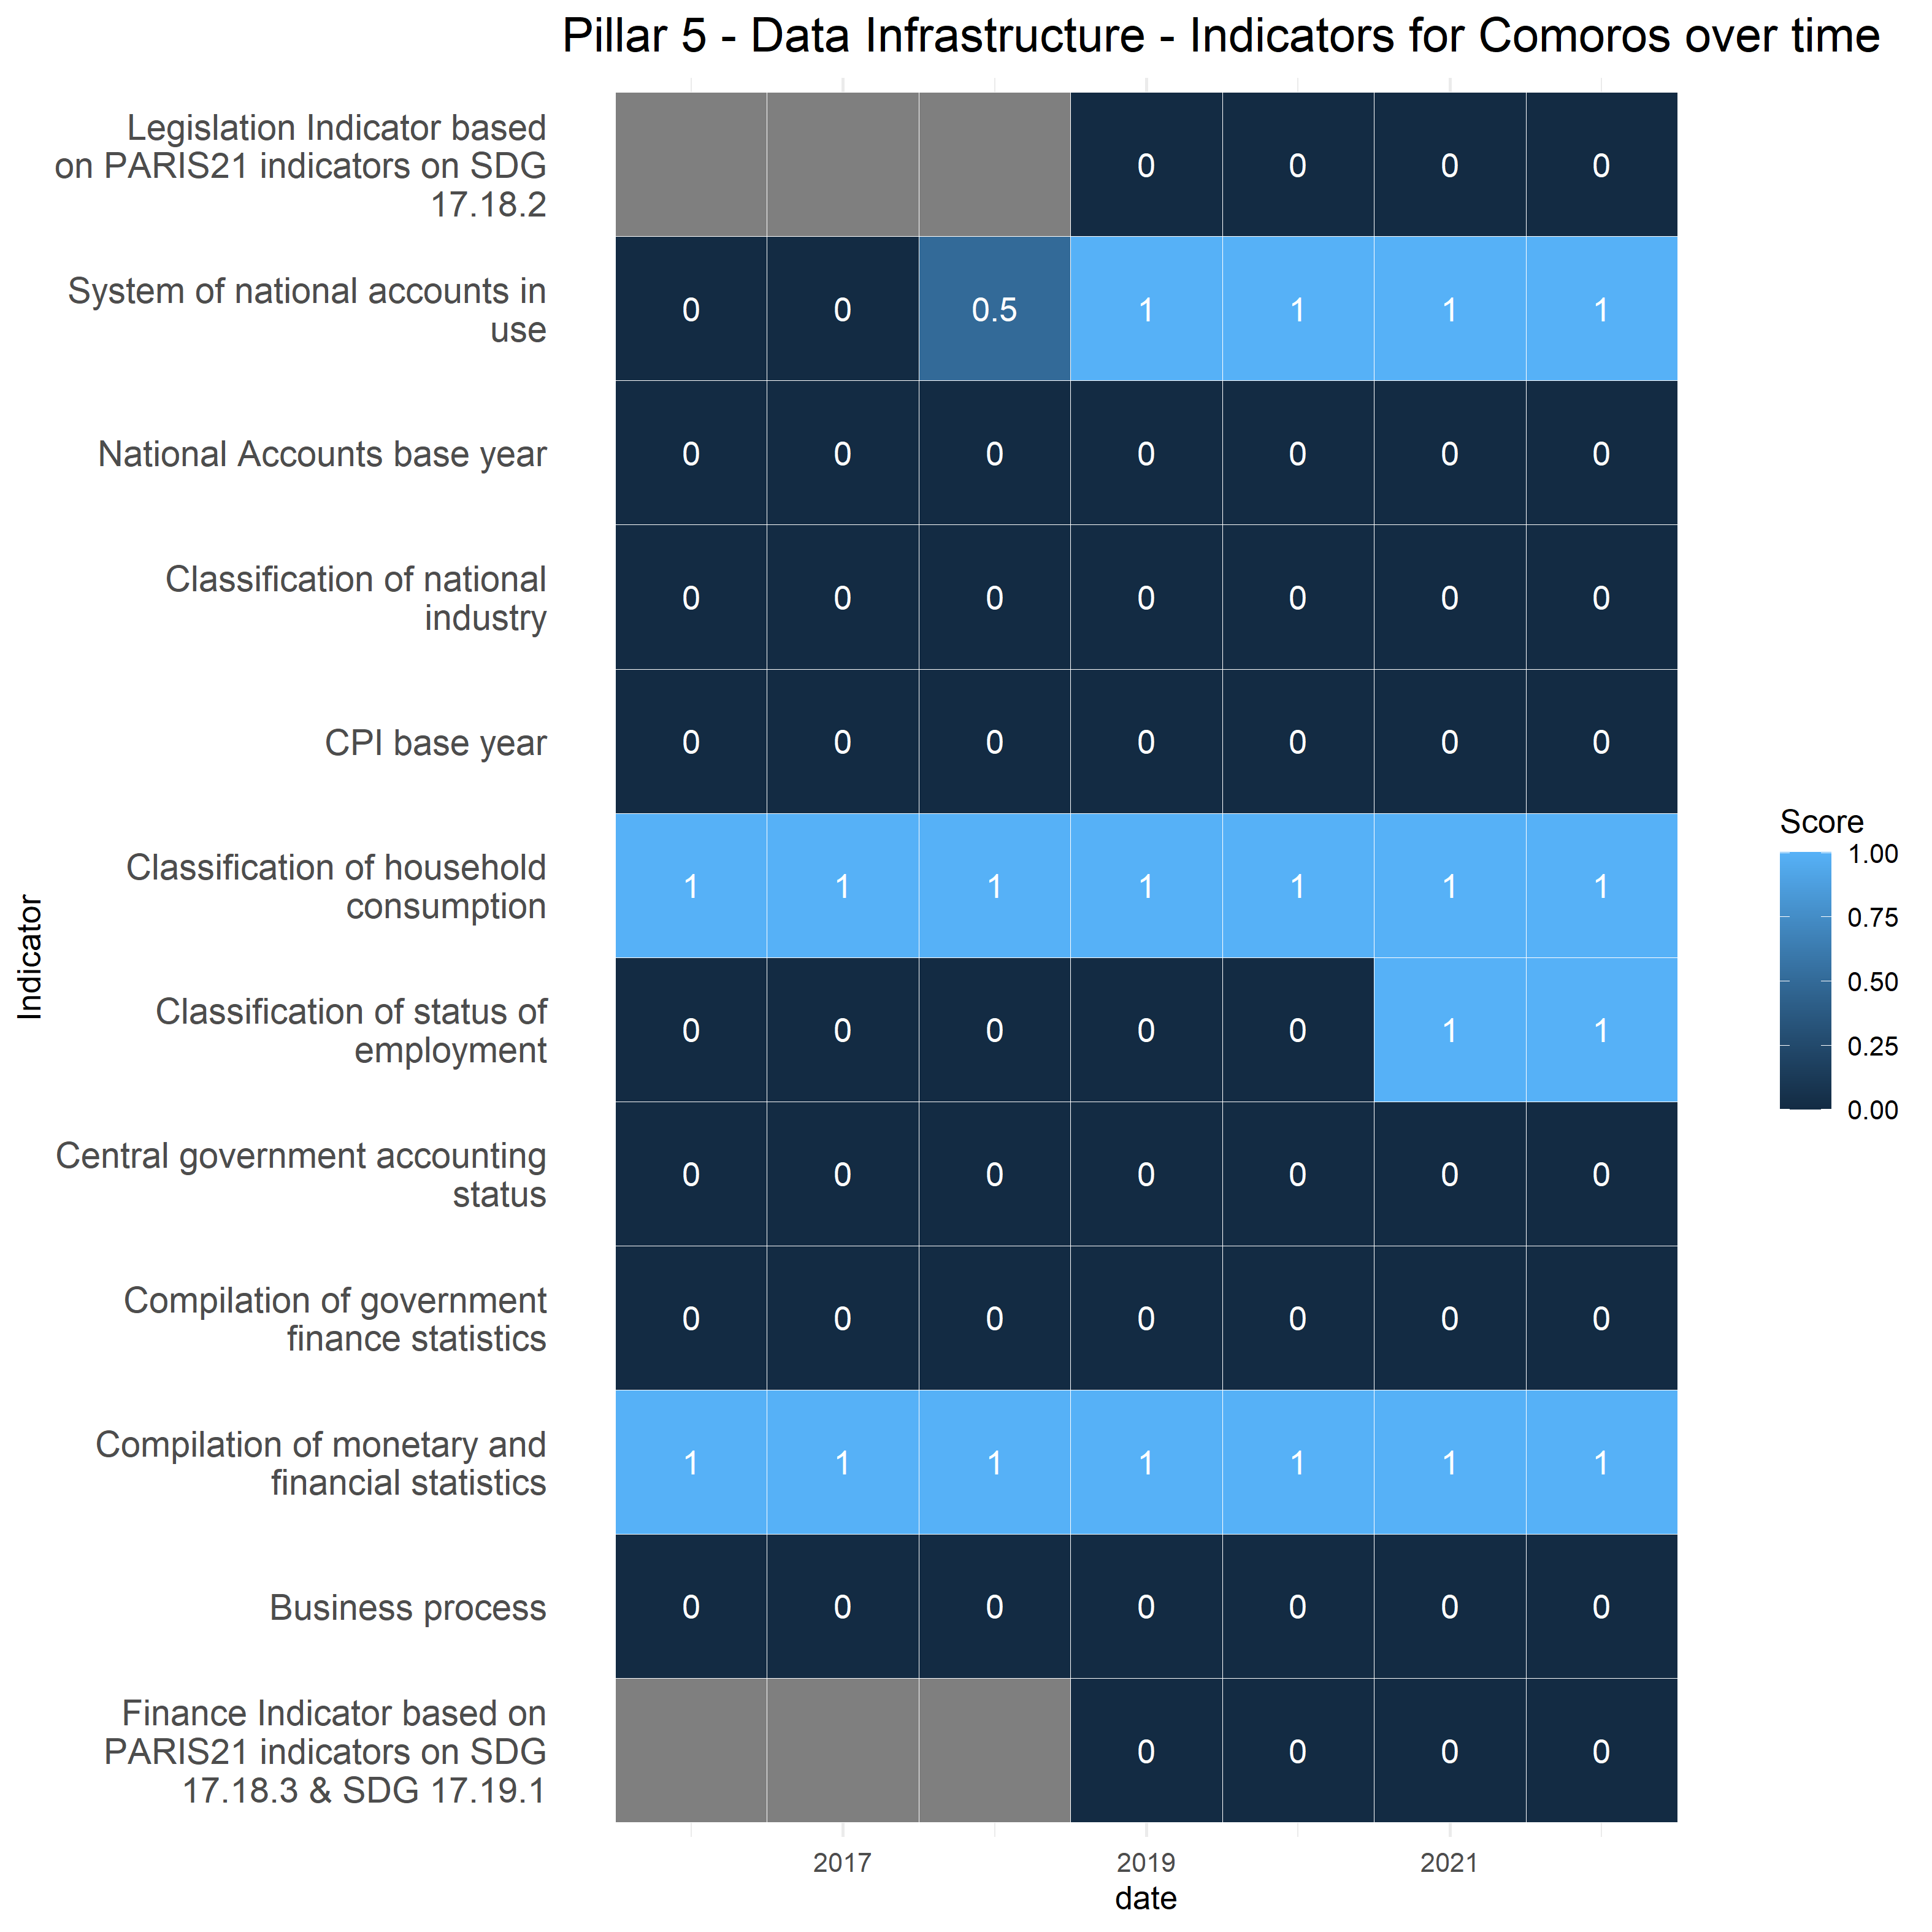 Pillar 5 - Data Infrastructure - Indicators for Comoros over time
Legislation Indicator based
on PARIS21 indicators on SDG
17.18.2
0 0 0 0
System of national accounts in
use
0 0 0.5 1 1 1 1
National Accounts base year
0 0 0 0 0 0 0
Classification of national
industry
0 0 0 0 0 0 0
CPI base year
0 0 0 0 0 0 0
Classification of household
consumption
1 1 1 1 1 1 1
Classification of status of
employment
0 0 0 0 0 1 1
Central government accounting
status
0 0 0 0 0 0 0
Compilation of government
finance statistics
0 0 0 0 0 0 0
Compilation of monetary and
financial statistics
1 1 1 1 1 1 1
Business process
0 0 0 0 0 0 0
Finance Indicator based on
PARIS21 indicators on SDG
17.18.3 & SDG 17.19.1
0 0 0 0
2017 2019 2021
date
Indicator
Score
1.00
0.75
0.50
0.25
0.00